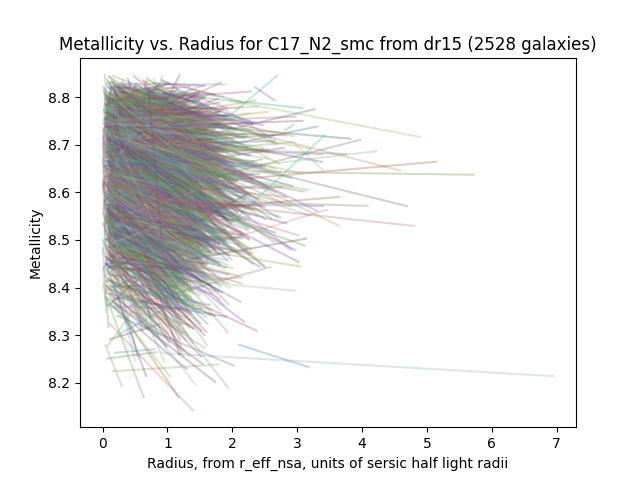 Metallicity vs. Radius for C17_N2_smc from dr15 (2528 galaxies)
8.8
8.7
8.6
8.5
8.4
8.3
8.2
Metallicity
0 1 2 3 4 5 6 7
Radius, from r_eff_nsa, units of sersic half light radii